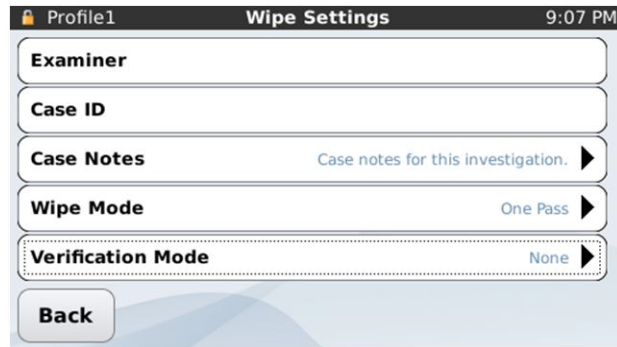 Profile1 Wipe Settings 9:07 PM
Examiner
Case ID
Case Notes Case notes for this investigation.
Wipe Mode One Pass
Verification Mode None
Back